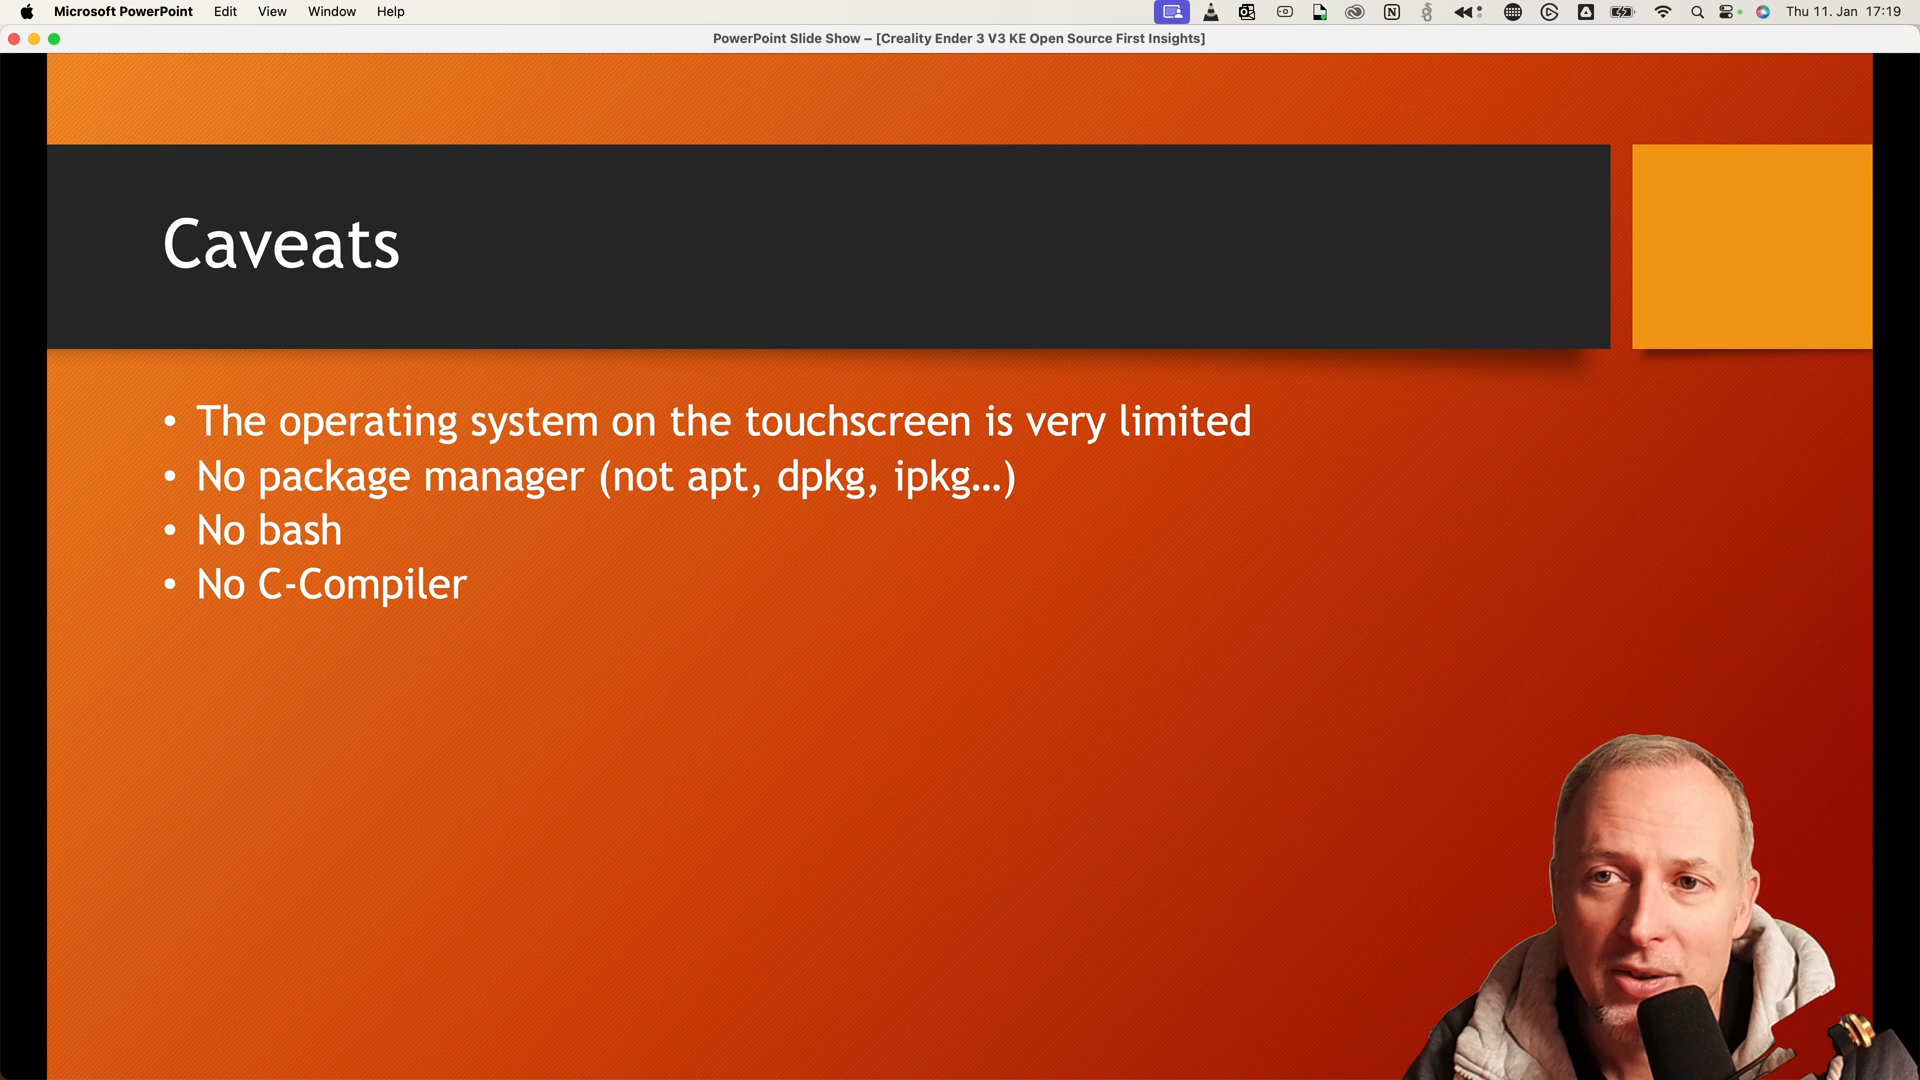 Microsoft PowerPoint Edit View Window Help Thu 11. Jan 17:19
PowerPoint Slide Show – [Creality Ender 3 V3 KE Open Source First Insights]
Caveats
• The operating system on the touchscreen is very limited
• No package manager (not apt, dpkg, ipkg…)
• No bash
• No C-Compiler